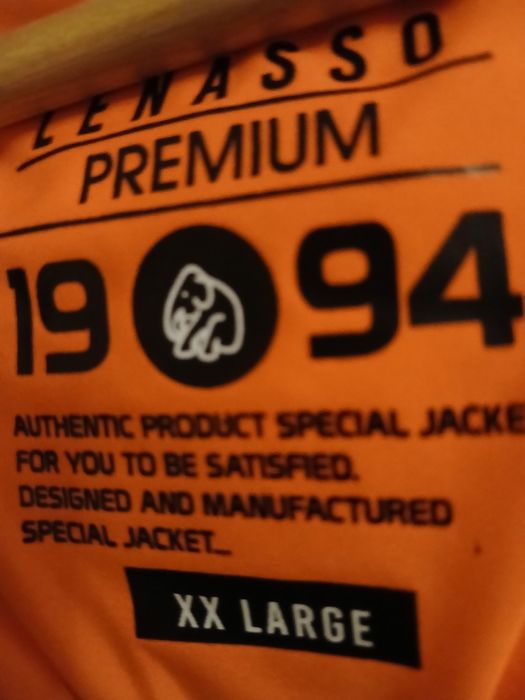 LENASSO
PREMIUM
19 94
AUTHENTIC PRODUCT SPECIAL JACKE
FOR YOU TO BE SATISFIED.
DESIGNED AND MANUFACTURED
SPECIAL JACKET...
XX LARGE